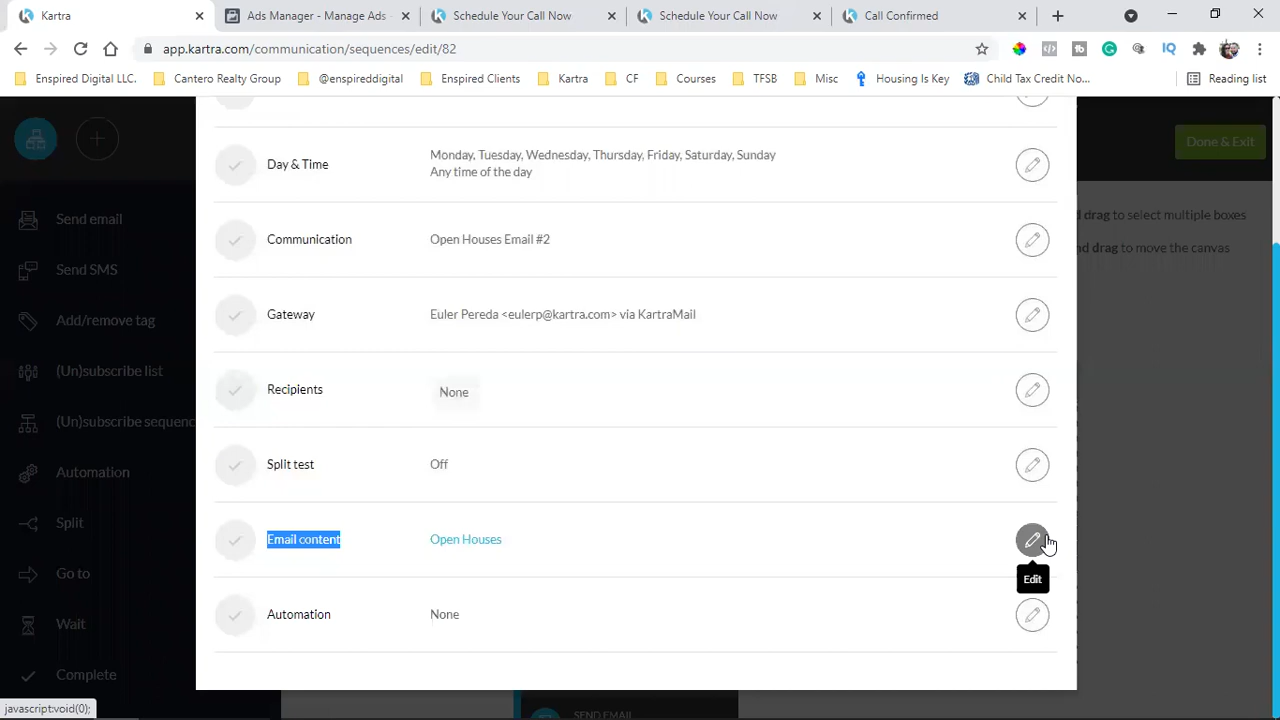 Kartra
Ads Manager - Manage Ads -
Schedule Your Call Now
Schedule Your Call Now
Call Confirmed
app.kartra.com/communication/sequences/edit/82
Enspired Digital LLC.
Cantero Realty Group
@enspireddigital
Enspired Clients
Kartra
CF
Courses
TFSB
Misc
Housing Is Key
Child Tax Credit No...
Reading list
Done & Exit
Day & Time
Monday, Tuesday, Wednesday, Thursday, Friday, Saturday, Sunday
Any time of the day
d drag to select multiple boxes
nd drag to move the canvas
Send email
Communication
Open Houses Email #2
Send SMS
Add/remove tag
Gateway
Euler Pereda <eulerp@kartra.com> via KartraMail
(Un)subscribe list
Recipients
None
(Un)subscribe sequenc
Automation
Split test
Off
Split
Email content
Open Houses
Edit
Go to
Automation
None
Wait
Complete
javascript:void(0);
SEND EMAIL